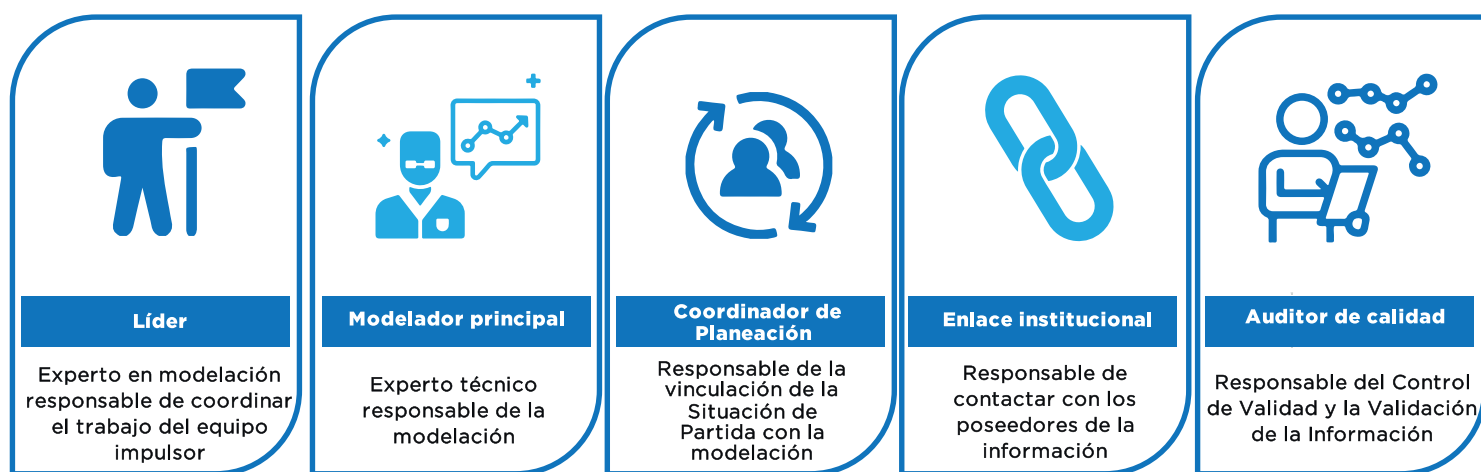 Líder
Experto en modelación
responsable de coordinar
el trabajo del equipo
impulsor
Modelador principal
Experto técnico
responsable de la
modelación
Coordinador de
Planeación
Responsable de la
vinculación de la
Situación de
Partida con la
modelación
Enlace institucional
Responsable de
contactar con los
poseedores de la
información
Auditor de calidad
Responsable del Control
de Validad y la Validación
de la Información